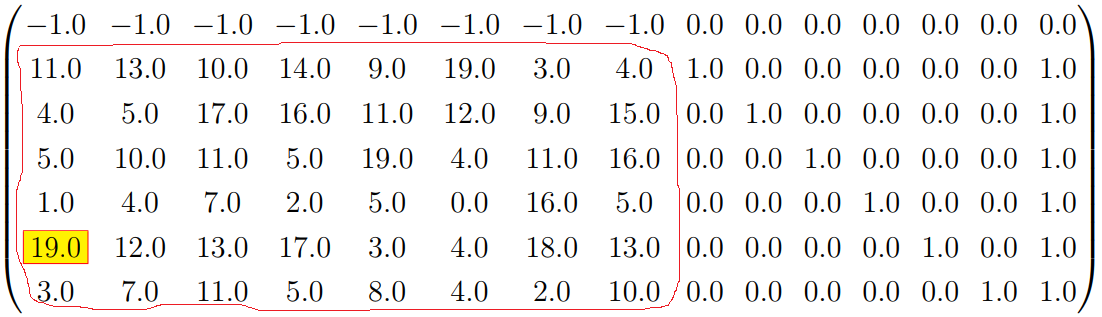 −1.0 −1.0 −1.0 −1.0 −1.0 −1.0 −1.0 −1.0 0.0 0.0 0.0 0.0 0.0 0.0 0.0
11.0 13.0 10.0 14.0 9.0 19.0 3.0 4.0 1.0 0.0 0.0 0.0 0.0 0.0 1.0
4.0 5.0 17.0 16.0 11.0 12.0 9.0 15.0 0.0 1.0 0.0 0.0 0.0 0.0 1.0
5.0 10.0 11.0 5.0 19.0 4.0 11.0 16.0 0.0 0.0 1.0 0.0 0.0 0.0 1.0
1.0 4.0 7.0 2.0 5.0 0.0 16.0 5.0 0.0 0.0 0.0 1.0 0.0 0.0 1.0
19.0 12.0 13.0 17.0 3.0 4.0 18.0 13.0 0.0 0.0 0.0 0.0 1.0 0.0 1.0
3.0 7.0 11.0 5.0 8.0 4.0 2.0 10.0 0.0 0.0 0.0 0.0 0.0 1.0 1.0